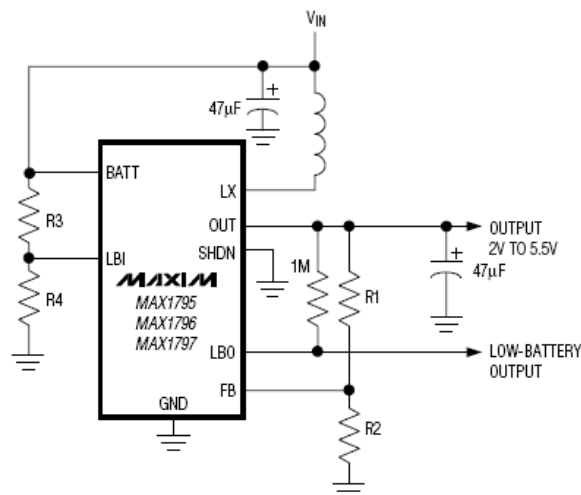 VIN
47µF
BATT
LX
R3
OUT
OUTPUT
2V TO 5.5V
LBI
SHDN
1M
47µF
R1
R4
MAXIM
MAX1795
MAX1796
MAX1797
LBO
LOW-BATTERY
OUTPUT
FB
GND
R2